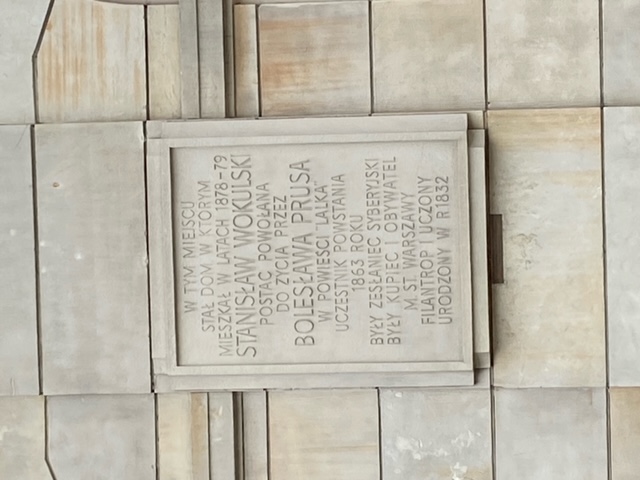 W TYM MIEJSCU
STAŁ DOM W KTÓRYM
MIESZKAŁ W LATACH 1878-79
STANISŁAW WOKULSKI
POSTAĆ POWOŁANA
DO ŻYCIA PRZEZ
BOLESŁAWA PRUSA
W POWIEŚCI "LALKA"
UCZESTNIK POWSTANIA
1863 ROKU
BYŁY ZESŁANIEC SYBERYJSKI
BYŁY KUPIEC I OBYWATEL
M. ST. WARSZAWY
FILANTROP I UCZONY
URODZONY W R1832